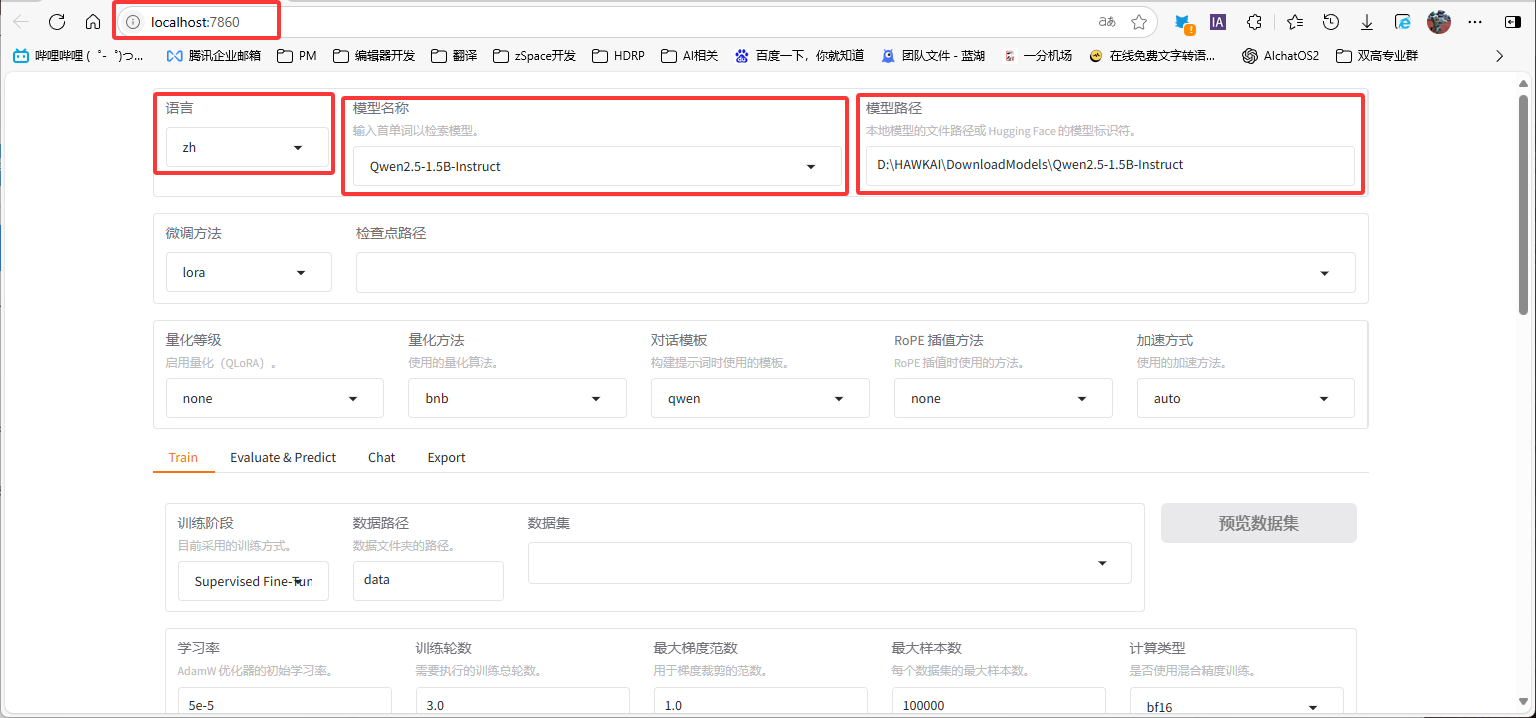 localhost:7860
哔哩哔哩 ( ゜- ゜)つ...
腾讯企业邮箱
PM
编辑器开发
翻译
zSpace开发
HDRP
AI相关
百度一下，你就知道
团队文件 - 蓝湖
一分机场
在线免费文字转语...
AIchatOS2
双高专业群
语言
模型名称
模型路径
输入首单词以检索模型。
本地模型的文件路径或 Hugging Face 的模型标识符。
zh
Qwen2.5-1.5B-Instruct
D:\HAWKAI\DownloadModels\Qwen2.5-1.5B-Instruct
微调方法
检查点路径
lora
量化等级
量化方法
对话模板
RoPE 插值方法
加速方式
启用量化（QLoRA）。
使用的量化算法。
构建提示词时使用的模板。
RoPE 插值时使用的方法。
使用的加速方法。
none
bnb
qwen
none
auto
Train
Evaluate & Predict
Chat
Export
训练阶段
数据路径
数据集
预览数据集
目前采用的训练方式。
数据文件夹的路径。
Supervised Fine-Tun
data
学习率
训练轮数
最大梯度范数
最大样本数
计算类型
AdamW 优化器的初始学习率。
需要执行的训练总轮数。
用于梯度裁剪的范数。
每个数据集的最大样本数。
是否使用混合精度训练。
5e-5
3.0
1.0
100000
bf16